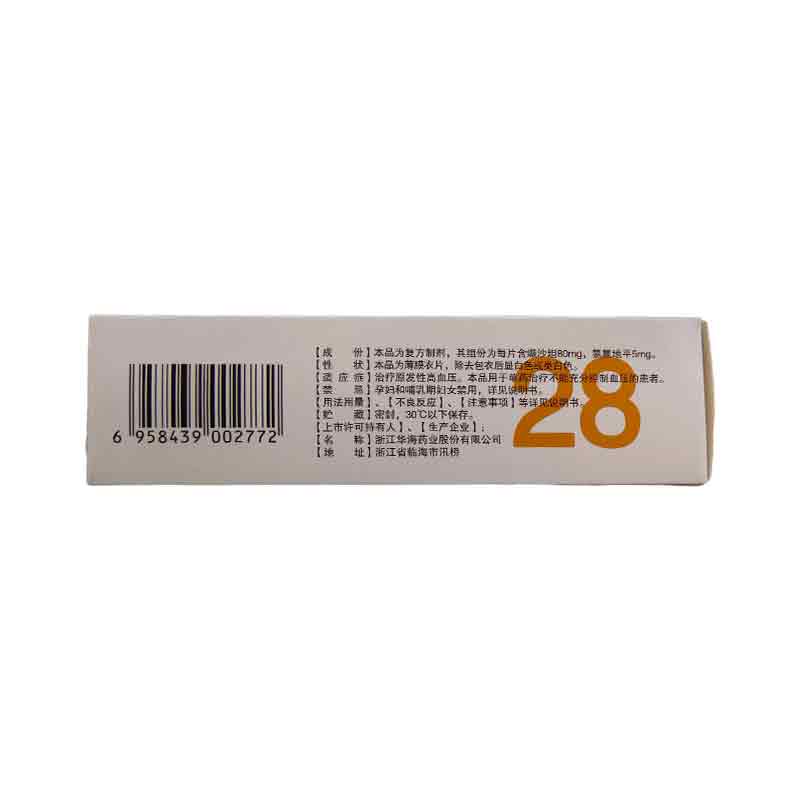 【成 份】本品为复方制剂，其组份为每片含缬沙坦80mg，氨氯地平5mg。
【性 状】本品为薄膜衣片，除去包衣后显白色或类白色。
【适 应 症】治疗原发性高血压。本品用于单药治疗不能充分控制血压的患者。
【禁 忌】孕妇和哺乳期妇女禁用，详见说明书。
【用法用量】、【不良反应】、【注意事项】等详见说明书。
【贮 藏】密封，30℃以下保存。
【上市许可持有人】、【生产企业】：
【名 称】浙江华海药业股份有限公司
【地 址】浙江省临海市汛桥
28
6 958439 002772